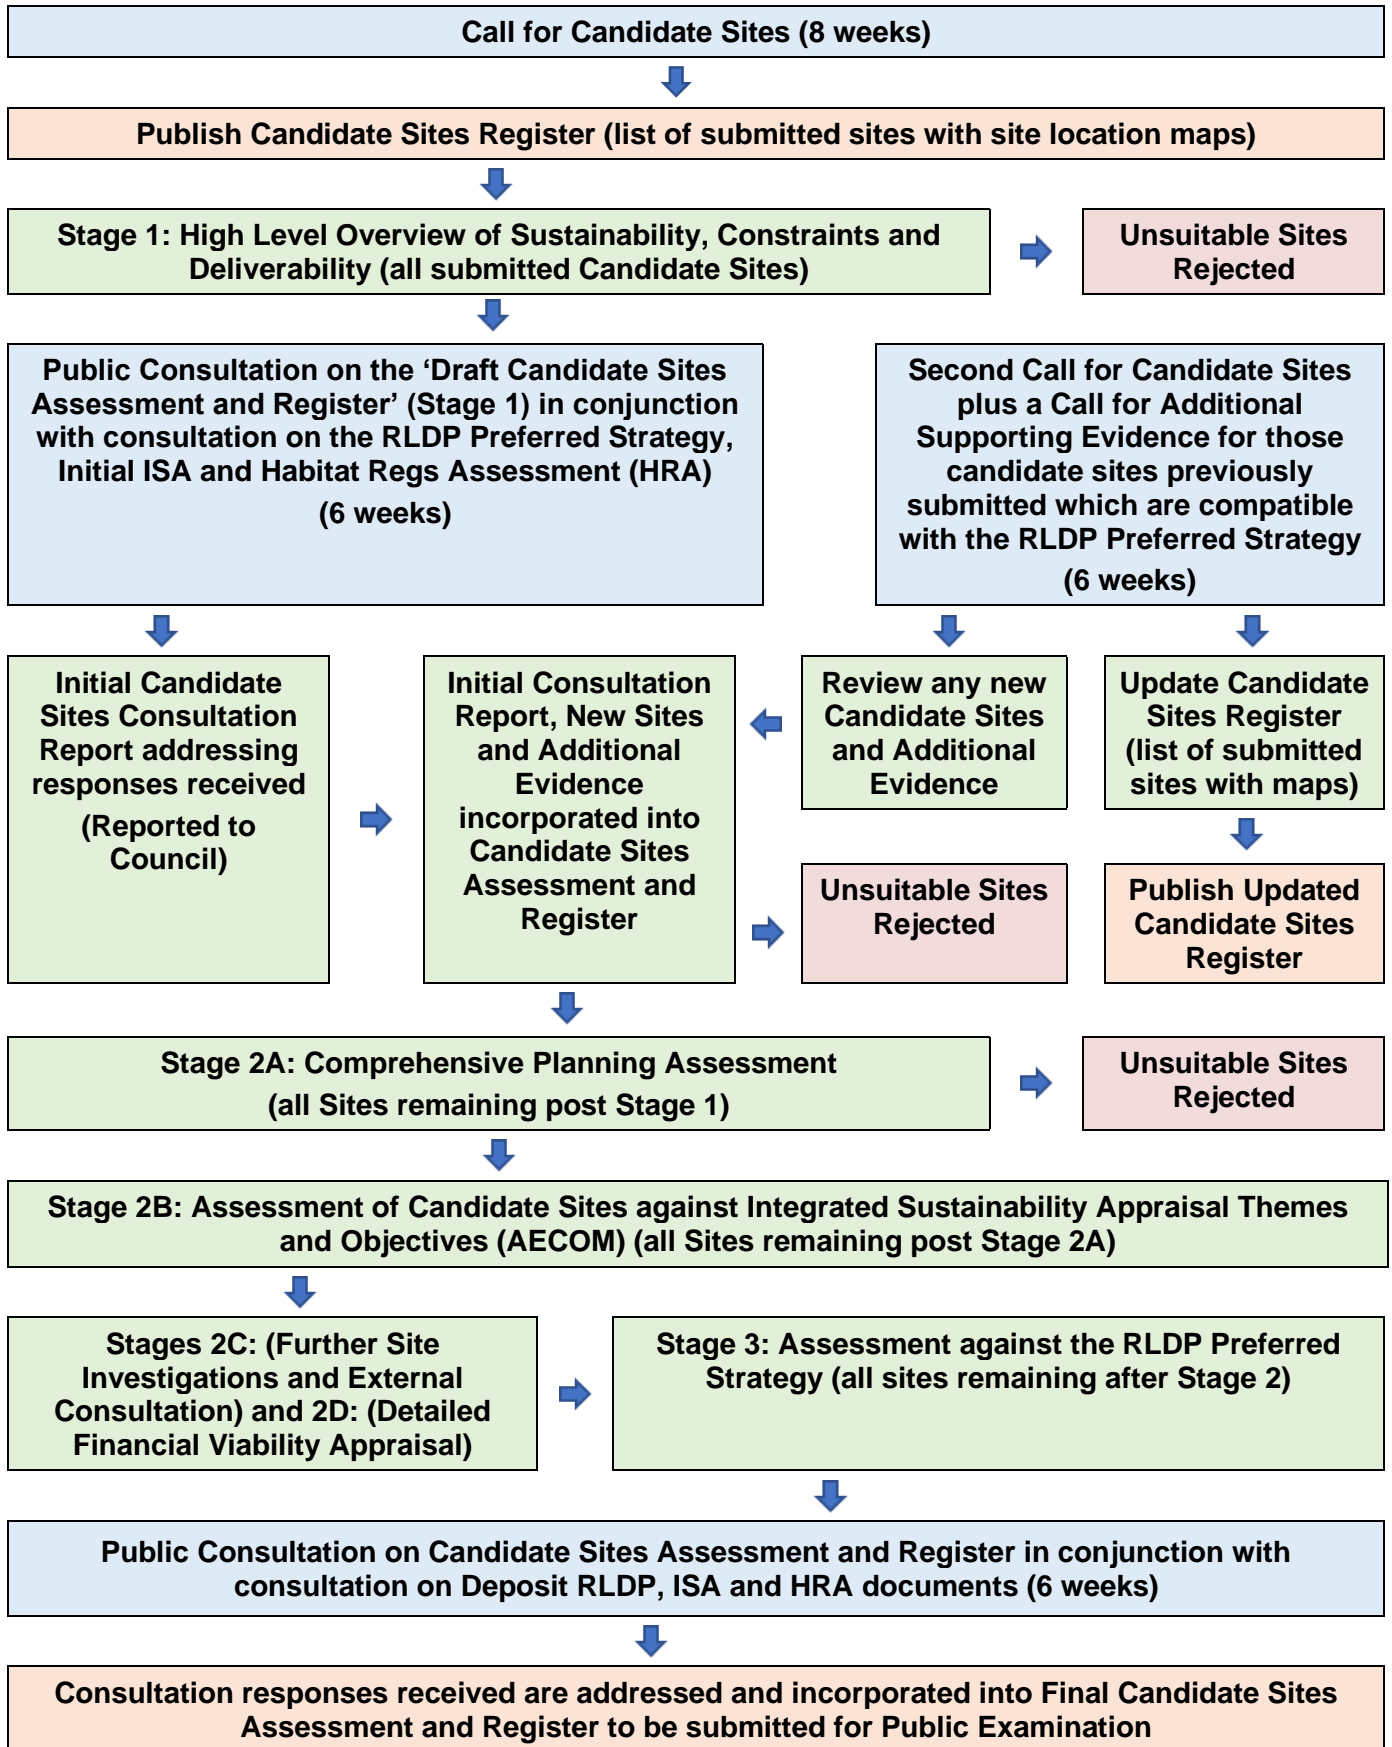 Call for Candidate Sites (8 weeks)
Publish Candidate Sites Register (list of submitted sites with site location maps)
Stage 1: High Level Overview of Sustainability, Constraints and
Deliverability (all submitted Candidate Sites)
Unsuitable Sites
Rejected
Public Consultation on the ‘Draft Candidate Sites
Assessment and Register’ (Stage 1) in conjunction
with consultation on the RLDP Preferred Strategy,
Initial ISA and Habitat Regs Assessment (HRA)
(6 weeks)
Second Call for Candidate Sites
plus a Call for Additional
Supporting Evidence for those
candidate sites previously
submitted which are compatible
with the RLDP Preferred Strategy
(6 weeks)
Initial Candidate
Sites Consultation
Report addressing
responses received
(Reported to
Council)
Initial Consultation
Report, New Sites
and Additional
Evidence
incorporated into
Candidate Sites
Assessment and
Register
Review any new
Candidate Sites
and Additional
Evidence
Update Candidate
Sites Register
(list of submitted
sites with maps)
Unsuitable Sites
Rejected
Publish Updated
Candidate Sites
Register
Stage 2A: Comprehensive Planning Assessment
(all Sites remaining post Stage 1)
Unsuitable Sites
Rejected
Stage 2B: Assessment of Candidate Sites against Integrated Sustainability Appraisal Themes
and Objectives (AECOM) (all Sites remaining post Stage 2A)
Stages 2C: (Further Site
Investigations and External
Consultation) and 2D: (Detailed
Financial Viability Appraisal)
Stage 3: Assessment against the RLDP Preferred
Strategy (all sites remaining after Stage 2)
Public Consultation on Candidate Sites Assessment and Register in conjunction with
consultation on Deposit RLDP, ISA and HRA documents (6 weeks)
Consultation responses received are addressed and incorporated into Final Candidate Sites
Assessment and Register to be submitted for Public Examination